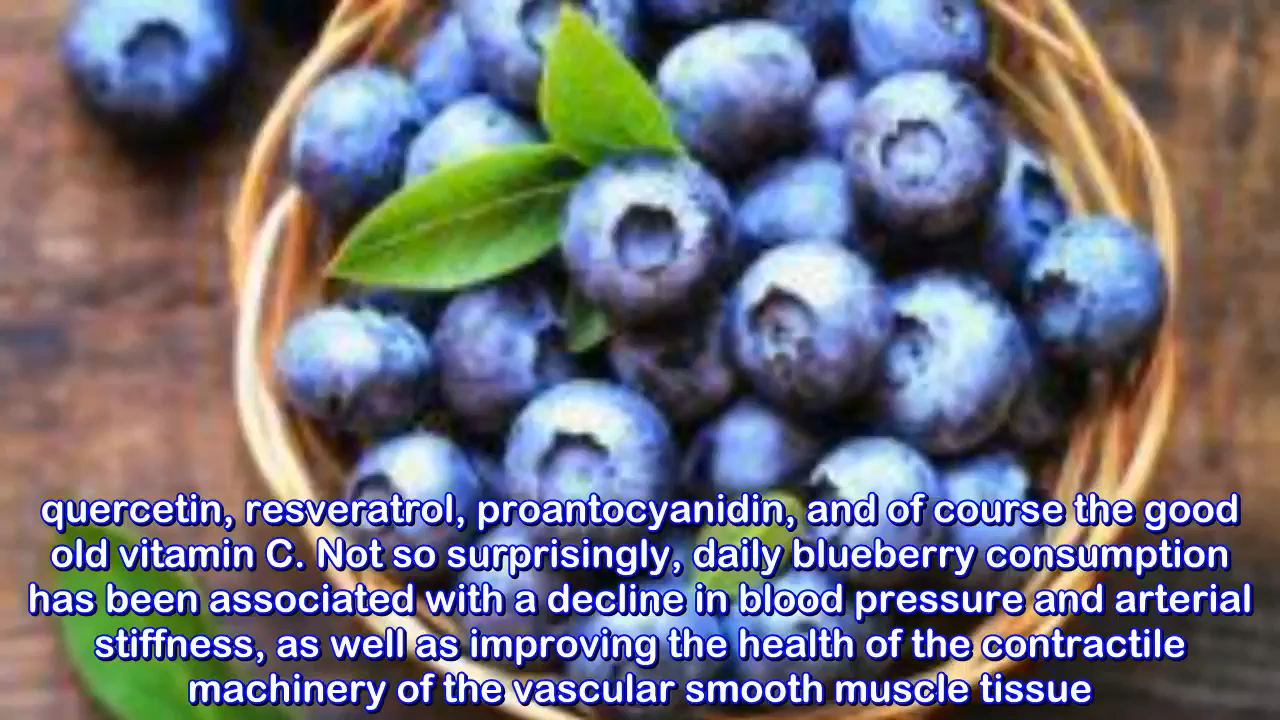 quercetin, resveratrol, proantocyanidin, and of course the good
old vitamin C. Not so surprisingly, daily blueberry consumption
has been associated with a decline in blood pressure and arterial
stiffness, as well as improving the health of the contractile
machinery of the vascular smooth muscle tissue